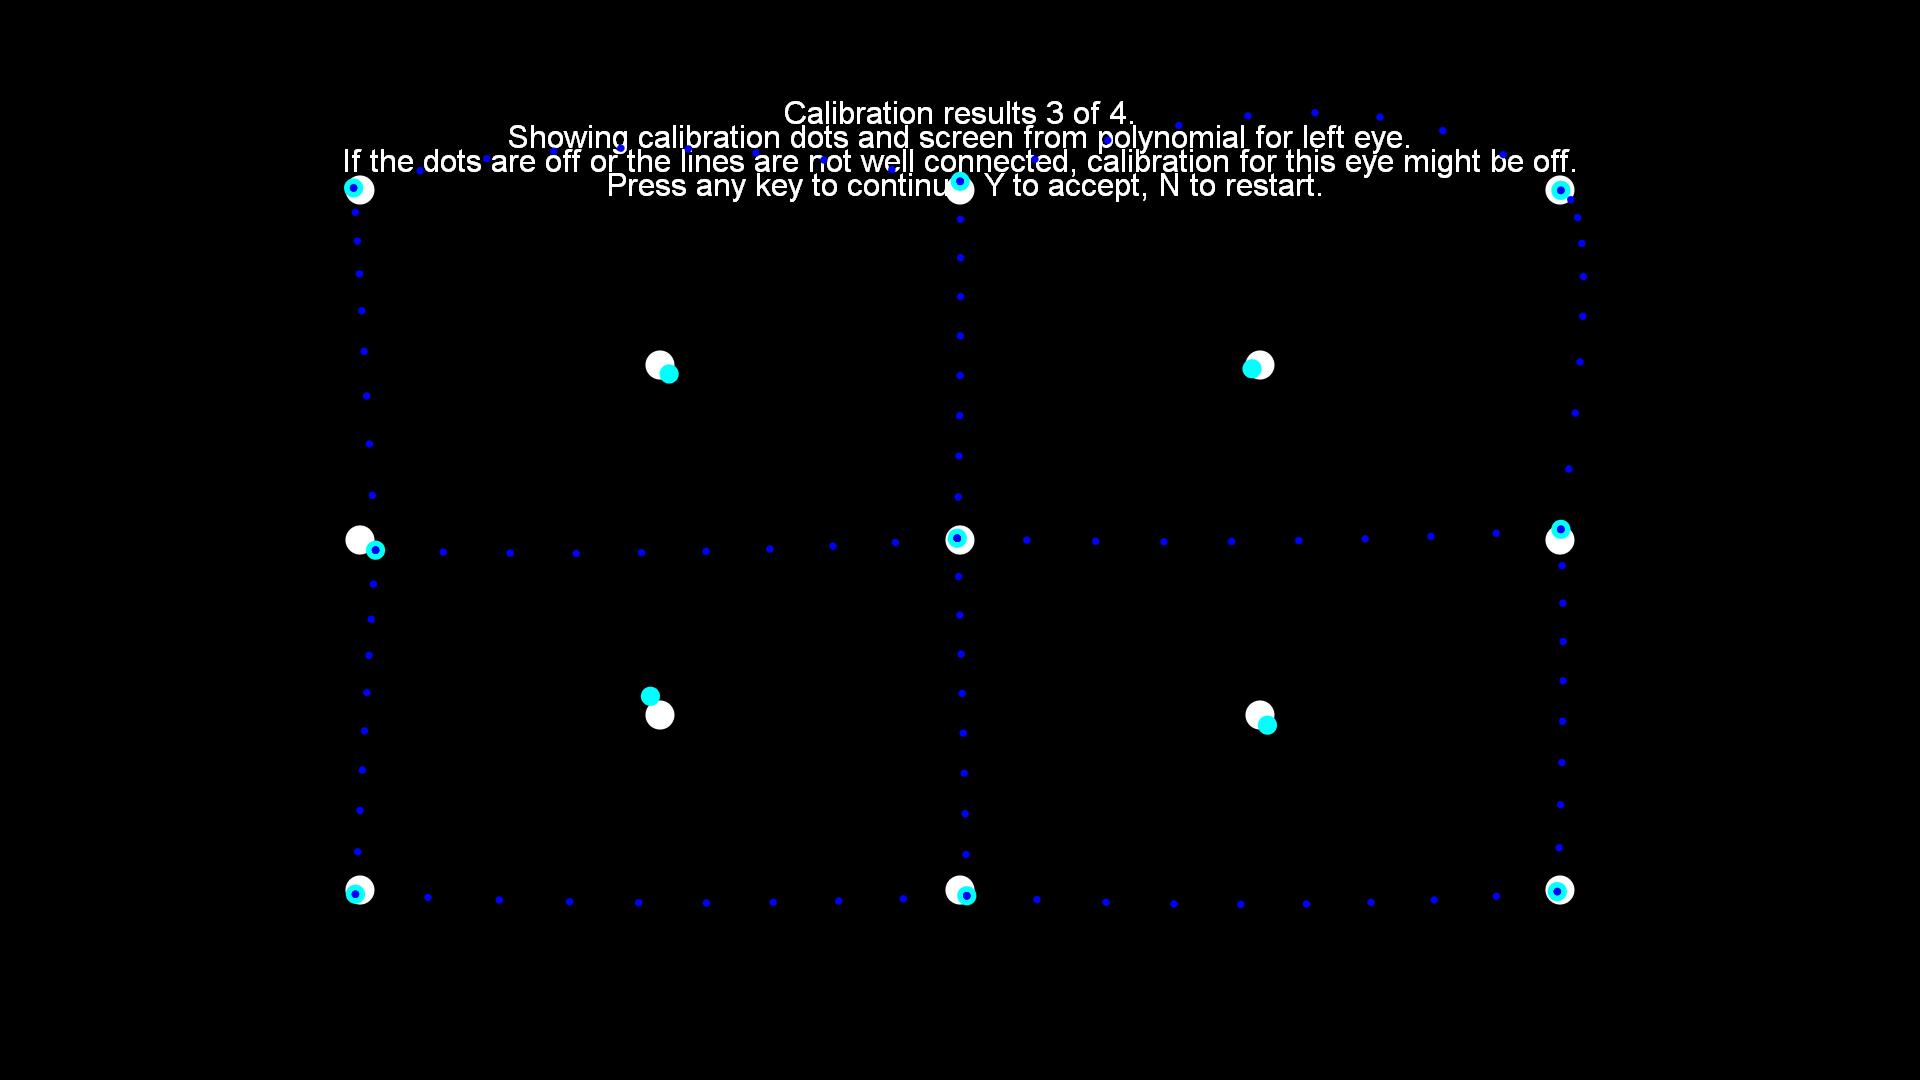 Calibration results 3 of 4.
Showing calibration dots and screen from polynomial for left eye.
If the dots are off or the lines are not well connected, calibration for this eye might be off.
Press any key to continue, Y to accept, N to restart.